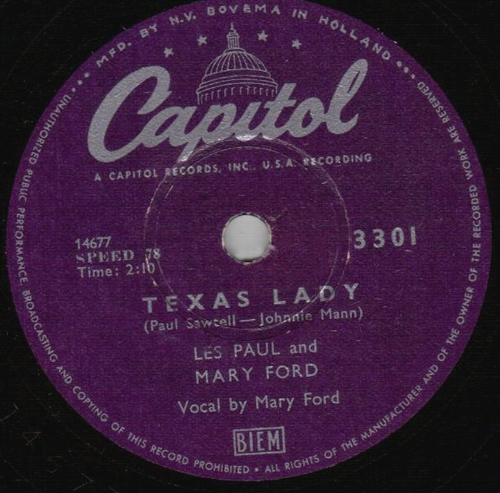 MFD. BY N.V. BOVEMA IN HOLLAND
Capitol
A CAPITOL RECORDS, INC., U.S.A. RECORDING
14677
SPEED 78
Time: 2:10
3301
TEXAS LADY
(Paul Sawtell — Johnnie Mann)
LES PAUL and
MARY FORD
Vocal by Mary Ford
BIEM
UNAUTHORIZED PUBLIC PERFORMANCE, BROADCASTING AND COPYING OF THIS RECORD PROHIBITED • ALL RIGHTS OF THE MANUFACTURER AND OF THE OWNER OF THE RECORDED WORK ARE RESERVED